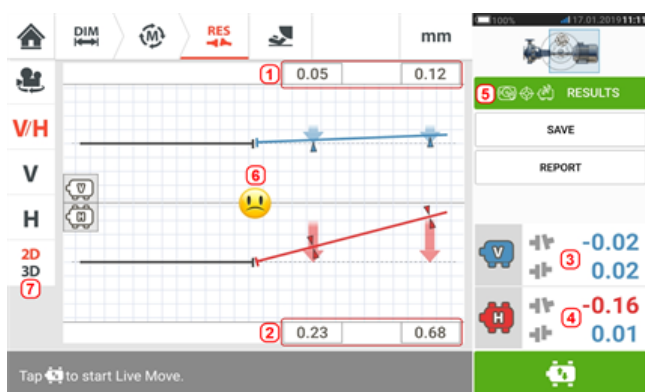 100% 17.01.2019 11:11
DIM M RES mm
1 0.05 0.12
5 RESULTS
SAVE
REPORT
V/H
V
H
2D
3D
7
V
H
6
V -0.02
3
0.02
H -0.16
4
0.01
2 0.23 0.68
Tap to start Live Move.